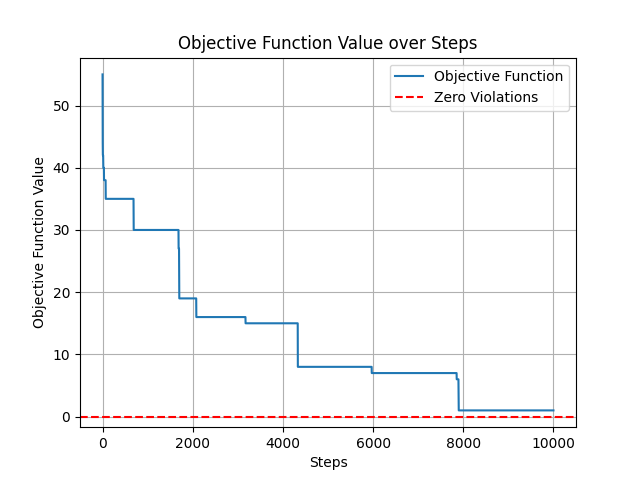 Objective Function Value over Steps
Objective Function
Zero Violations
Objective Function Value
50
40
30
20
10
0
0 2000 4000 6000 8000 10000
Steps